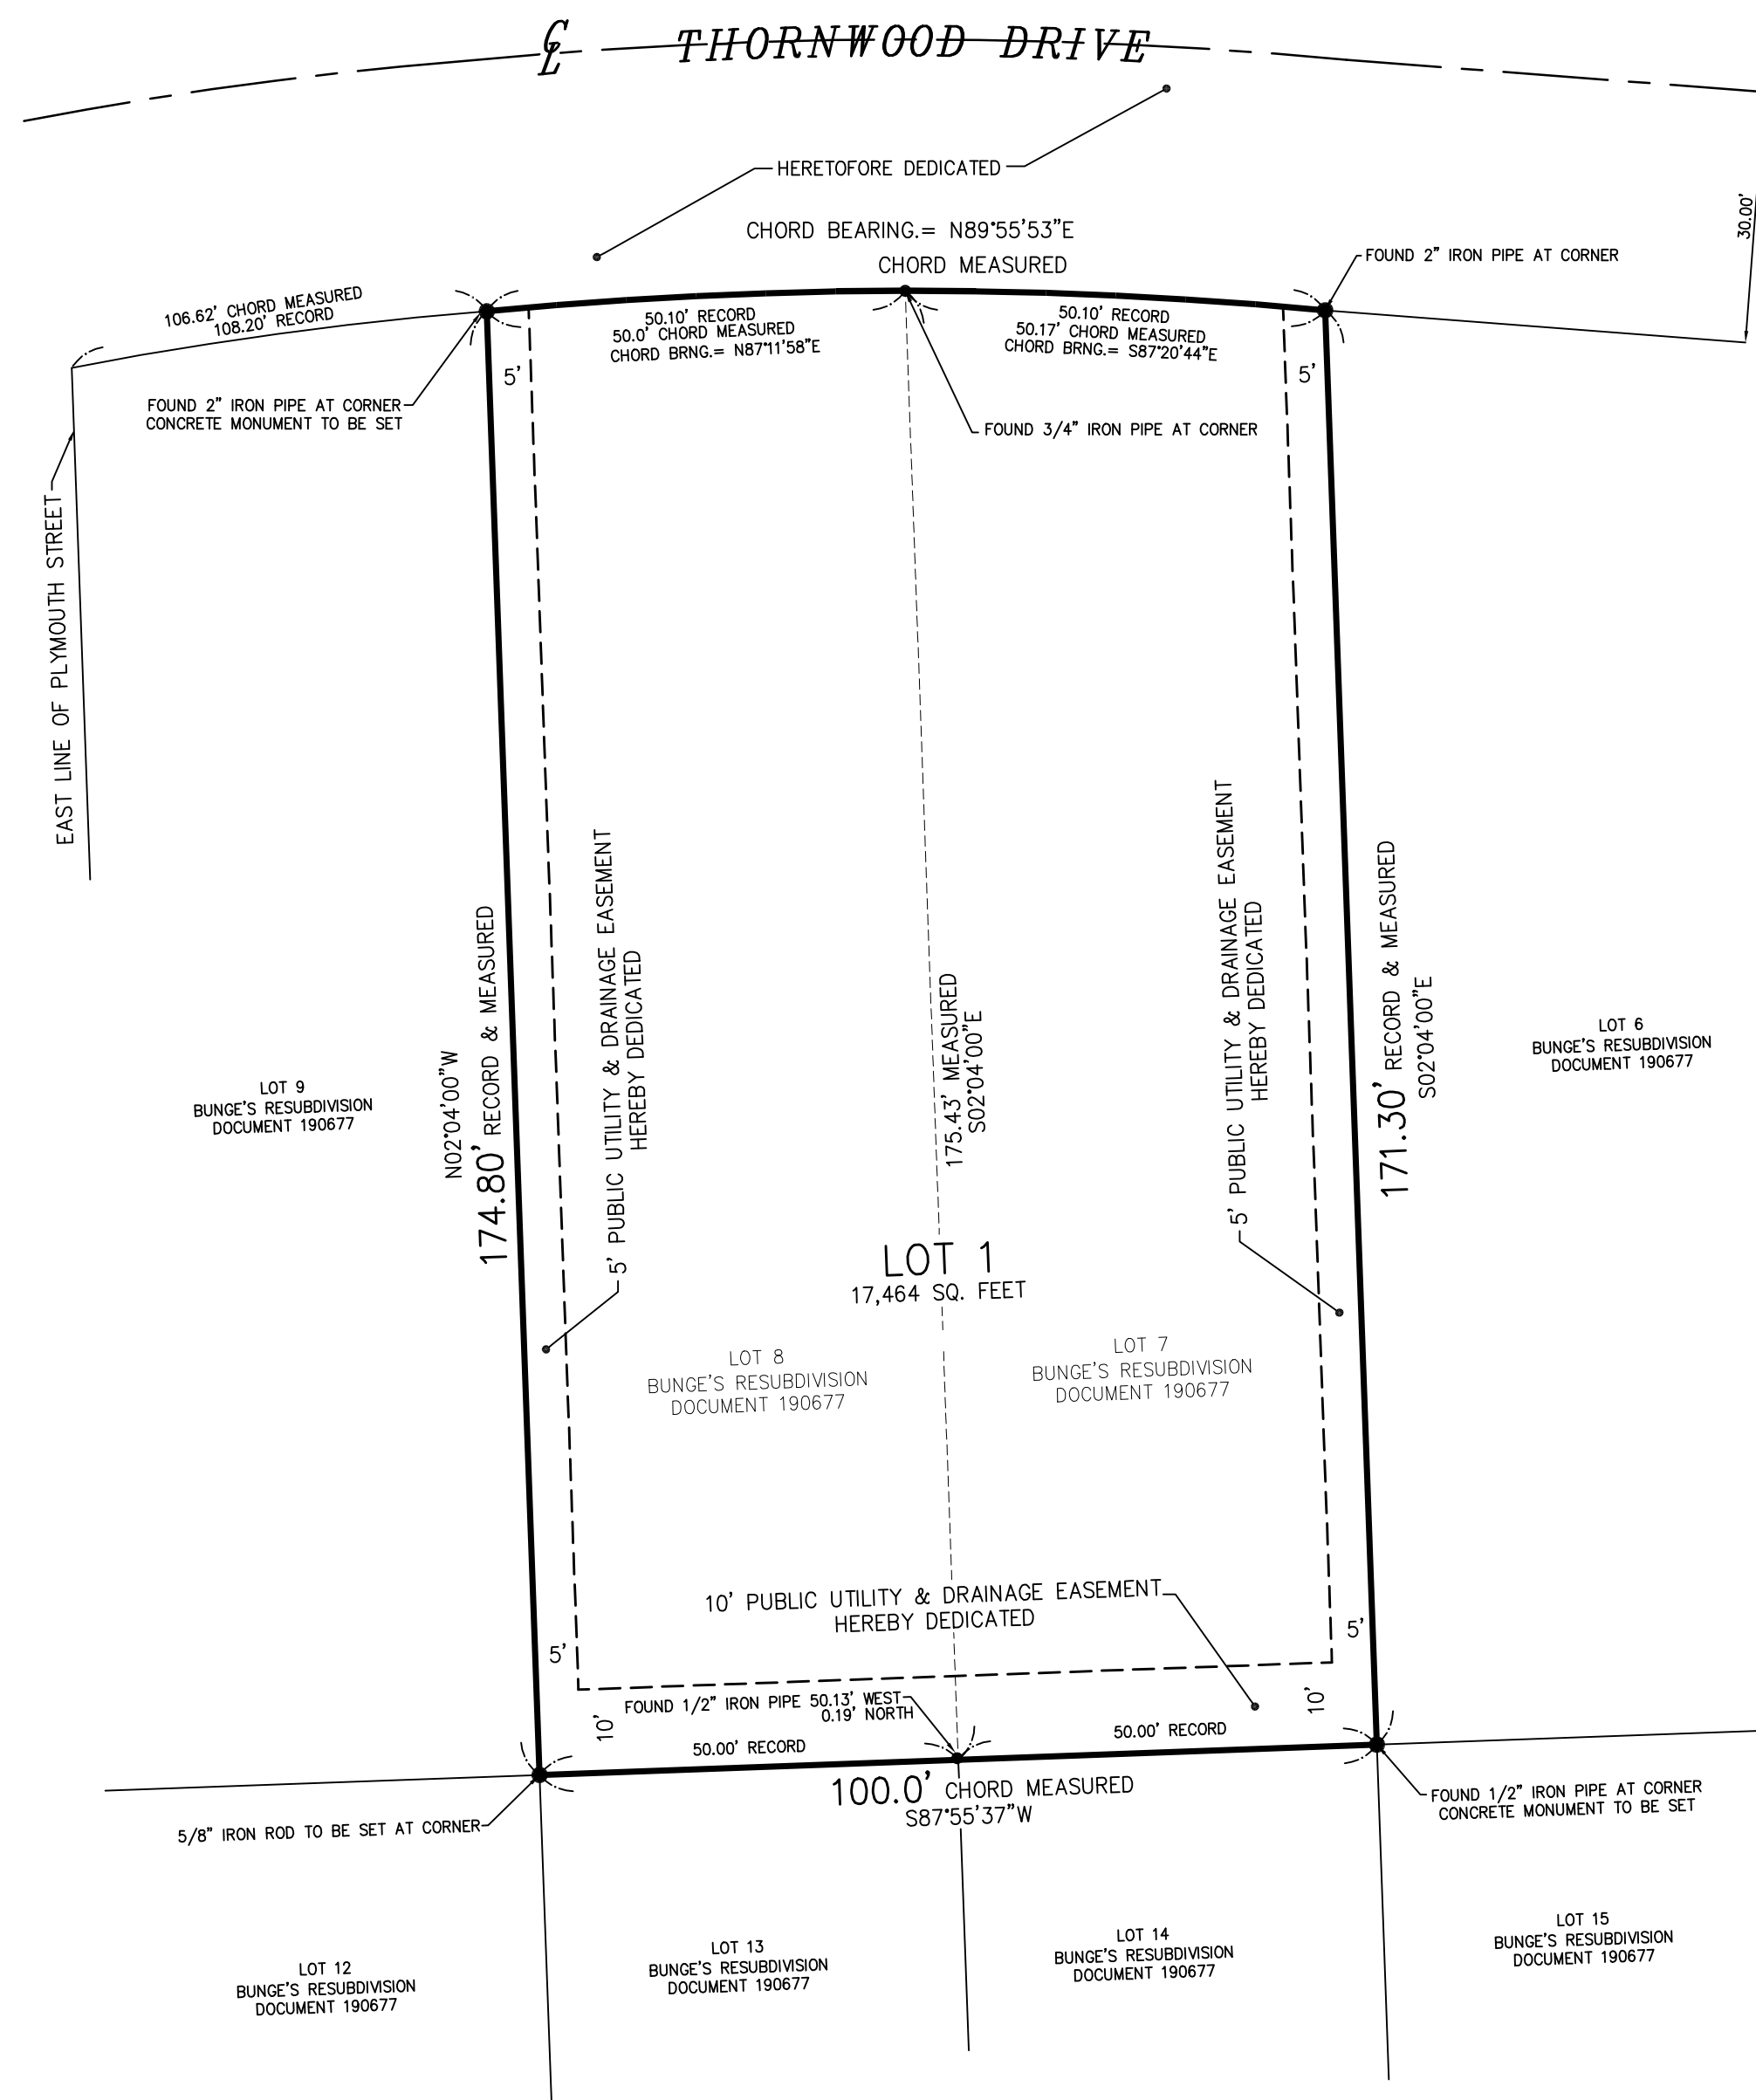 ℄ THORNWOOD DRIVE
HERETOFORE DEDICATED
30.00'
CHORD BEARING.= N89°55'53"E
CHORD MEASURED
FOUND 2" IRON PIPE AT CORNER
106.62' CHORD MEASURED
108.20' RECORD
50.10' RECORD
50.0' CHORD MEASURED
CHORD BRNG.= N87°11'58"E
50.10' RECORD
50.17' CHORD MEASURED
CHORD BRNG.= S87°20'44"E
5'
5'
FOUND 2" IRON PIPE AT CORNER
CONCRETE MONUMENT TO BE SET
FOUND 3/4" IRON PIPE AT CORNER
EAST LINE OF PLYMOUTH STREET
N02°04'00"W
174.80' RECORD & MEASURED
5' PUBLIC UTILITY & DRAINAGE EASEMENT
HEREBY DEDICATED
175.43' MEASURED
S02°04'00"E
5' PUBLIC UTILITY & DRAINAGE EASEMENT
HEREBY DEDICATED
171.30' RECORD & MEASURED
S02°04'00"E
LOT 9
BUNGE'S RESUBDIVISION
DOCUMENT 190677
LOT 6
BUNGE'S RESUBDIVISION
DOCUMENT 190677
LOT 1
17,464 SQ. FEET
LOT 8
BUNGE'S RESUBDIVISION
DOCUMENT 190677
LOT 7
BUNGE'S RESUBDIVISION
DOCUMENT 190677
10' PUBLIC UTILITY & DRAINAGE EASEMENT
HEREBY DEDICATED
5'
5'
10'
10'
FOUND 1/2" IRON PIPE 50.13' WEST
0.19' NORTH
50.00' RECORD
50.00' RECORD
100.0' CHORD MEASURED
S87°55'37"W
5/8" IRON ROD TO BE SET AT CORNER
FOUND 1/2" IRON PIPE AT CORNER
CONCRETE MONUMENT TO BE SET
LOT 12
BUNGE'S RESUBDIVISION
DOCUMENT 190677
LOT 13
BUNGE'S RESUBDIVISION
DOCUMENT 190677
LOT 14
BUNGE'S RESUBDIVISION
DOCUMENT 190677
LOT 15
BUNGE'S RESUBDIVISION
DOCUMENT 190677